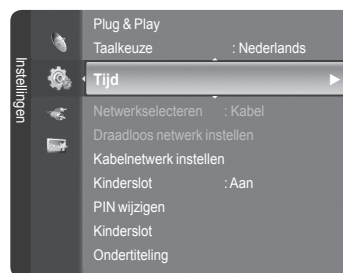 Instellingen
Plug & Play
Taalkeuze : Nederlands
Tijd
Netwerkselecteren : Kabel
Draadloos netwerk instellen
Kabelnetwerk instellen
Kinderslot : Aan
PIN wijzigen
Kinderslot
Ondertiteling